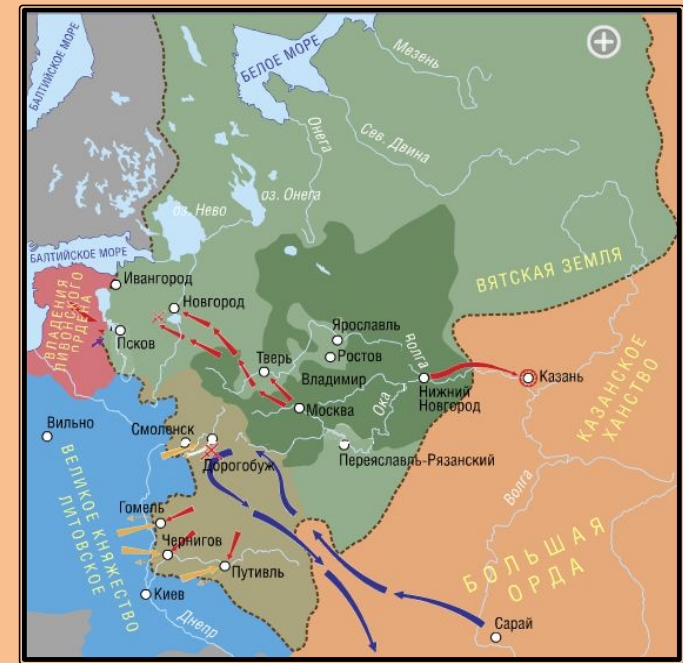 БАЛТИЙСКОЕ МОРЕ
БЕЛОЕ МОРЕ
Мезень
Онега
Сев. Двина
оз. Онега
оз. Нево
БАЛТИЙСКОЕ МОРЕ
Ивангород
ВЯТСКАЯ ЗЕМЛЯ
ВЛАДЕНИЯ
ЛИВОНСКОГО
ОРДЕНА
Новгород
Псков
Ярославль
Ростов
Волга
Тверь
Владимир
Москва
Ока
Нижний
Новгород
Казань
КАЗАНСКОЕ
ХАНСТВО
Вильно
Смоленск
Дорогобуж
Переяславль-Рязанский
Волга
ВЕЛИКОЕ КНЯЖЕСТВО
ЛИТОВСКОЕ
Гомель
Чернигов
Путивль
БОЛЬШАЯ
ОРДА
Киев
Днепр
Сарай